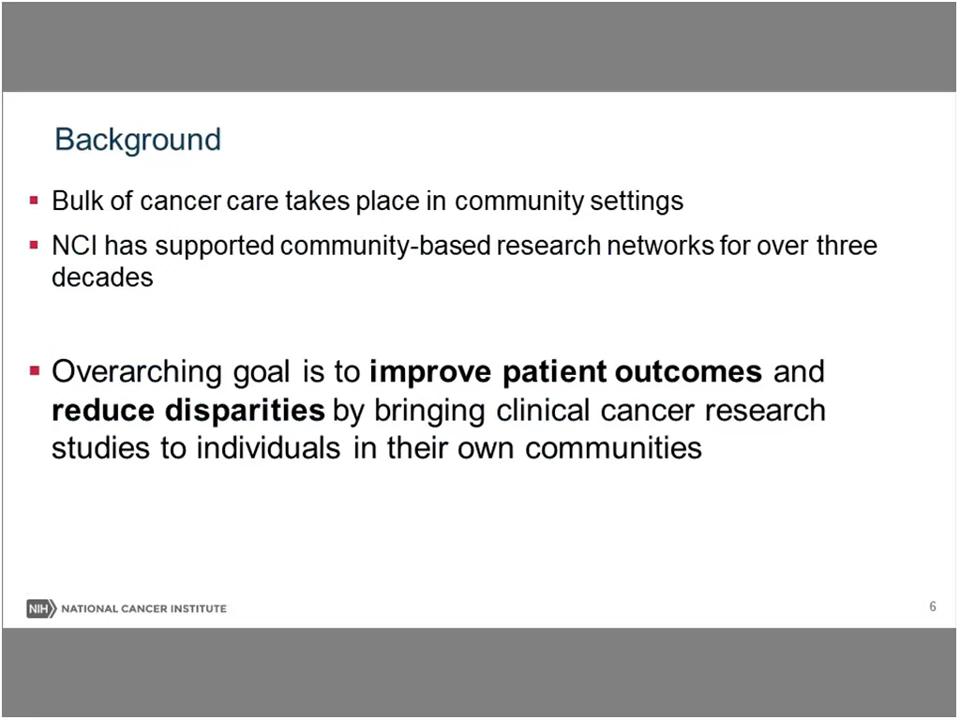 Background
▪ Bulk of cancer care takes place in community settings
▪ NCI has supported community-based research networks for over three
decades
▪ Overarching goal is to improve patient outcomes and
reduce disparities by bringing clinical cancer research
studies to individuals in their own communities
NIH NATIONAL CANCER INSTITUTE
6